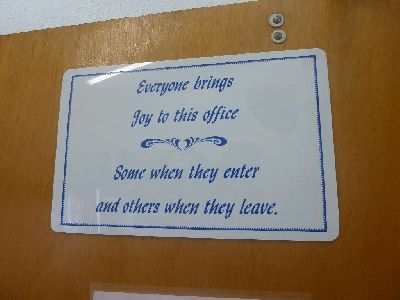 Everyone brings
Joy to this office
Some when they enter
and others when they leave.